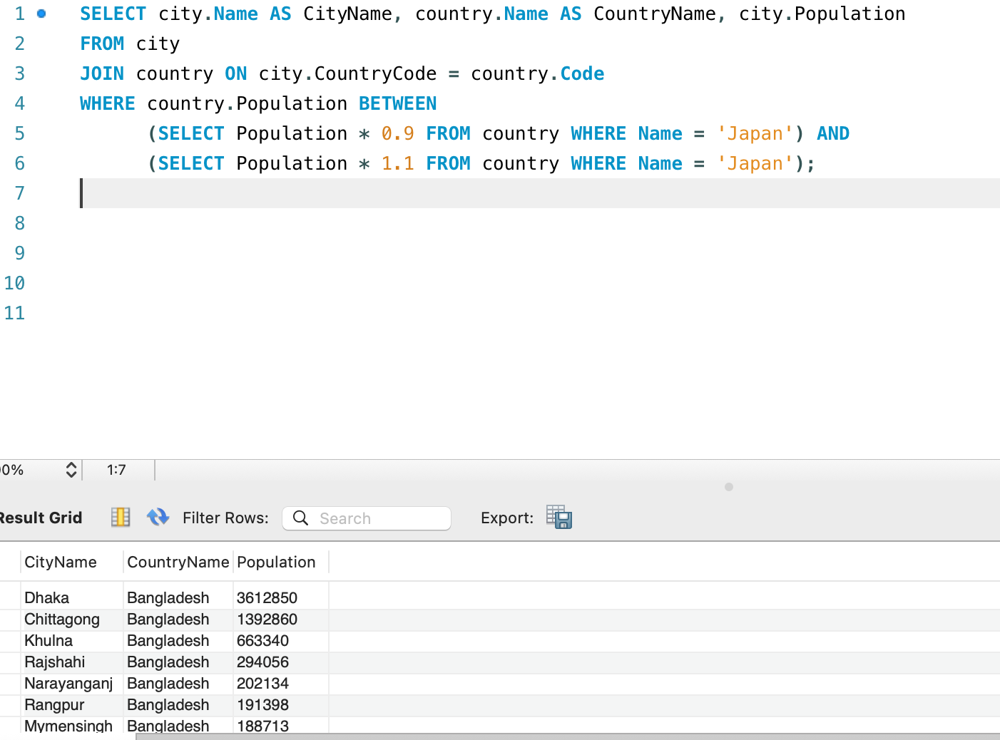 1 SELECT city.Name AS CityName, country.Name AS CountryName, city.Population
2 FROM city
3 JOIN country ON city.CountryCode = country.Code
4 WHERE country.Population BETWEEN
5 (SELECT Population * 0.9 FROM country WHERE Name = 'Japan') AND
6 (SELECT Population * 1.1 FROM country WHERE Name = 'Japan');
7
8
9
10
11
0% 1:7
Result Grid Filter Rows: Search Export:
CityName CountryName Population
Dhaka Bangladesh 3612850
Chittagong Bangladesh 1392860
Khulna Bangladesh 663340
Rajshahi Bangladesh 294056
Narayanganj Bangladesh 202134
Rangpur Bangladesh 191398
Mymensingh Bangladesh 188713